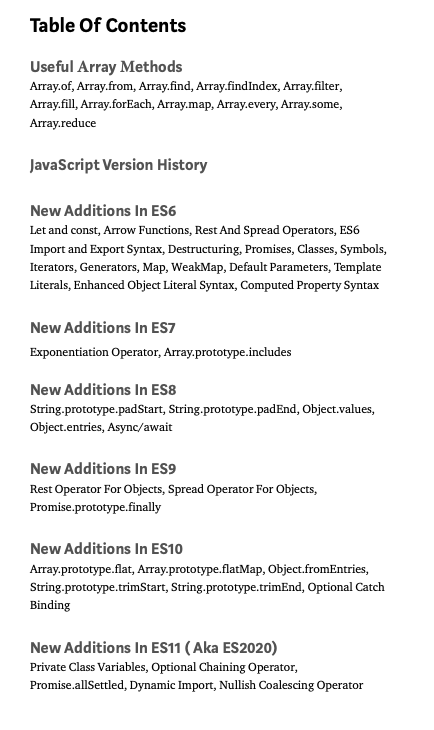 Table Of Contents
Useful Array Methods
Array.of, Array.from, Array.find, Array.findIndex, Array.filter,
Array.fill, Array.forEach, Array.map, Array.every, Array.some,
Array.reduce
JavaScript Version History
New Additions In ES6
Let and const, Arrow Functions, Rest And Spread Operators, ES6
Import and Export Syntax, Destructuring, Promises, Classes, Symbols,
Iterators, Generators, Map, WeakMap, Default Parameters, Template
Literals, Enhanced Object Literal Syntax, Computed Property Syntax
New Additions In ES7
Exponentiation Operator, Array.prototype.includes
New Additions In ES8
String.prototype.padStart, String.prototype.padEnd, Object.values,
Object.entries, Async/await
New Additions In ES9
Rest Operator For Objects, Spread Operator For Objects,
Promise.prototype.finally
New Additions In ES10
Array.prototype.flat, Array.prototype.flatMap, Object.fromEntries,
String.prototype.trimStart, String.prototype.trimEnd, Optional Catch
Binding
New Additions In ES11 ( Aka ES2020)
Private Class Variables, Optional Chaining Operator,
Promise.allSettled, Dynamic Import, Nullish Coalescing Operator